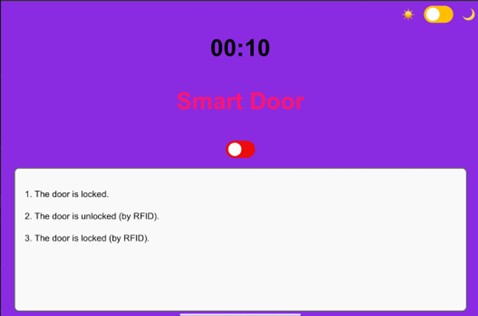 00:10
Smart Door
1. The door is locked.
2. The door is unlocked (by RFID).
3. The door is locked (by RFID).